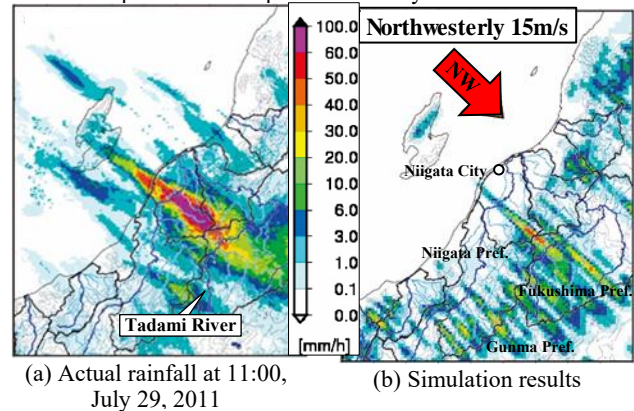 Northwesterly 15m/s
NW
100.0
60.0
40.0
30.0
20.0
10.0
6.0
3.0
1.0
0.1
0.0
[mm/h]
Tadami River
Niigata City
Niigata Pref.
Fukushima Pref.
Gunma Pref.
(a) Actual rainfall at 11:00,
July 29, 2011
(b) Simulation results